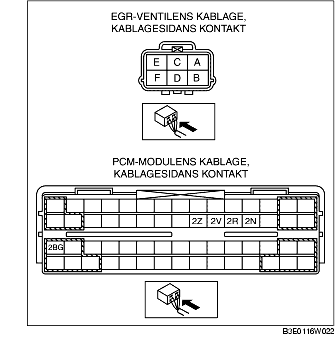 EGR-VENTILENS KABLAGE,
KABLAGESIDANS KONTAKT
E C A
F D B
PCM-MODULENS KABLAGE,
KABLAGESIDANS KONTAKT
2Z 2V 2R 2N
2BG
B3E0116W022